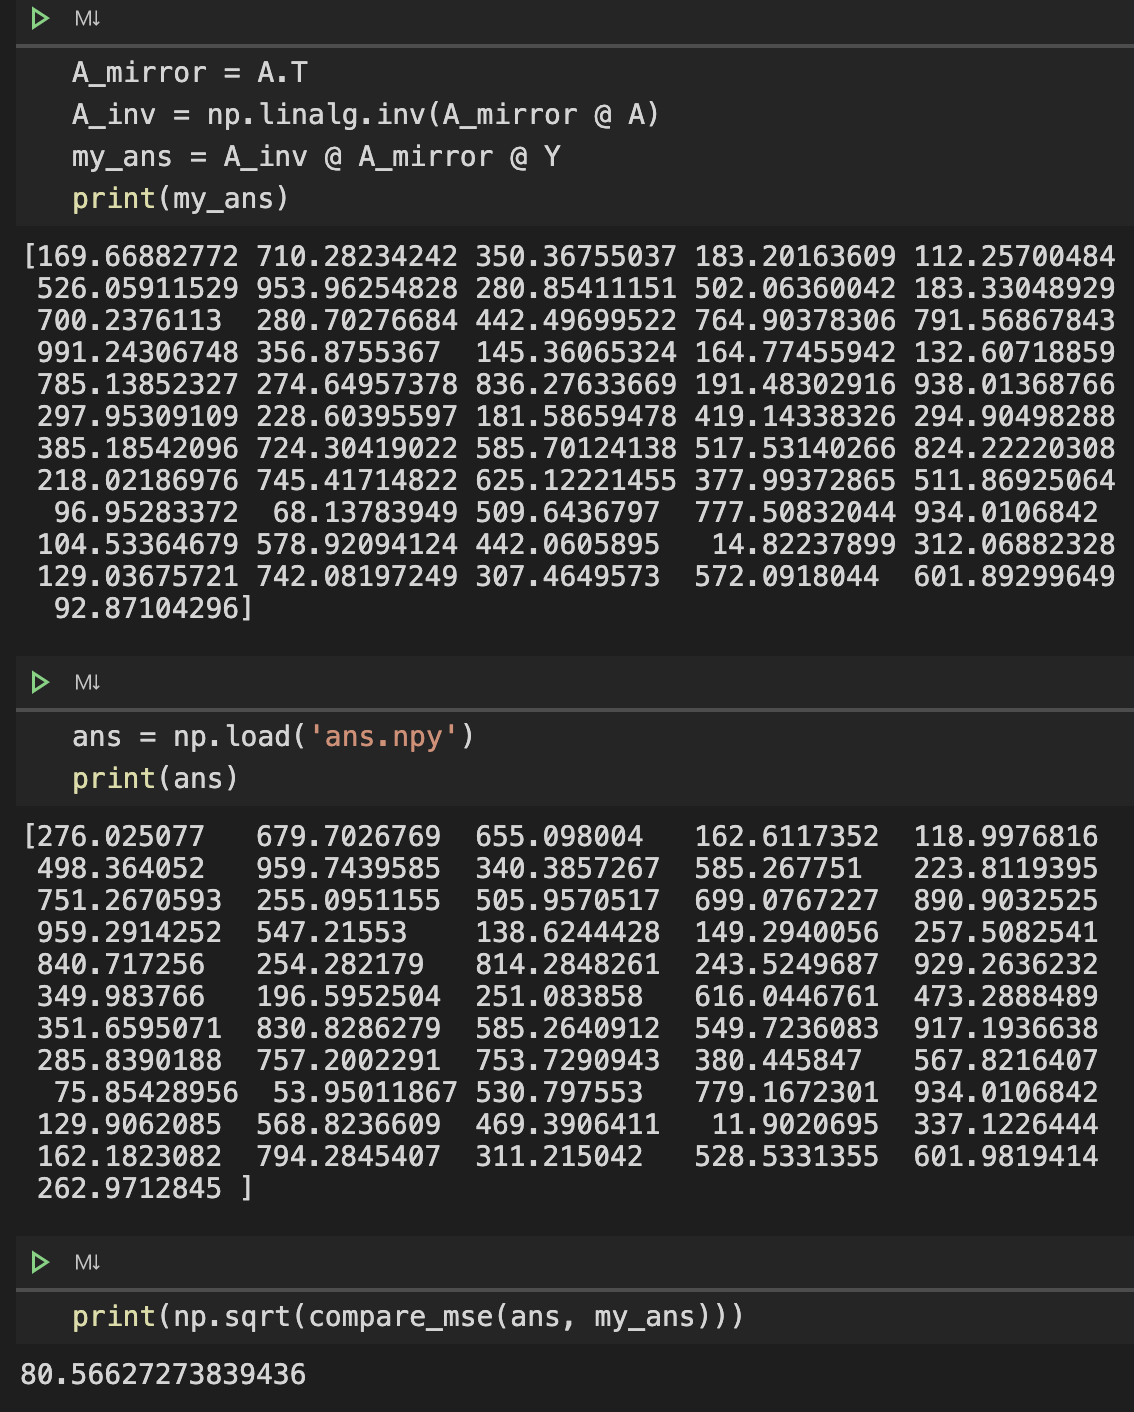 M↓
A_mirror = A.T
A_inv = np.linalg.inv(A_mirror @ A)
my_ans = A_inv @ A_mirror @ Y
print(my_ans)
[169.66882772 710.28234242 350.36755037 183.20163609 112.25700484
526.05911529 953.96254828 280.85411151 502.06360042 183.33048929
700.2376113 280.70276684 442.49699522 764.90378306 791.56867843
991.24306748 356.8755367 145.36065324 164.77455942 132.60718859
785.13852327 274.64957378 836.27633669 191.48302916 938.01368766
297.95309109 228.60395597 181.58659478 419.14338326 294.90498288
385.18542096 724.30419022 585.70124138 517.53140266 824.22220308
218.02186976 745.41714822 625.12221455 377.99372865 511.86925064
96.95283372 68.13783949 509.6436797 777.50832044 934.0106842
104.53364679 578.92094124 442.0605895 14.82237899 312.06882328
129.03675721 742.08197249 307.4649573 572.0918044 601.89299649
92.87104296]
M↓
ans = np.load('ans.npy')
print(ans)
[276.025077 679.7026769 655.098004 162.6117352 118.9976816
498.364052 959.7439585 340.3857267 585.267751 223.8119395
751.2670593 255.0951155 505.9570517 699.0767227 890.9032525
959.2914252 547.21553 138.6244428 149.2940056 257.5082541
840.717256 254.282179 814.2848261 243.5249687 929.2636232
349.983766 196.5952504 251.083858 616.0446761 473.2888489
351.6595071 830.8286279 585.2640912 549.7236083 917.1936638
285.8390188 757.2002291 753.7290943 380.445847 567.8216407
75.85428956 53.95011867 530.797553 779.1672301 934.0106842
129.9062085 568.8236609 469.3906411 11.9020695 337.1226444
162.1823082 794.2845407 311.215042 528.5331355 601.9819414
262.9712845 ]
M↓
print(np.sqrt(compare_mse(ans, my_ans)))
80.56627273839436